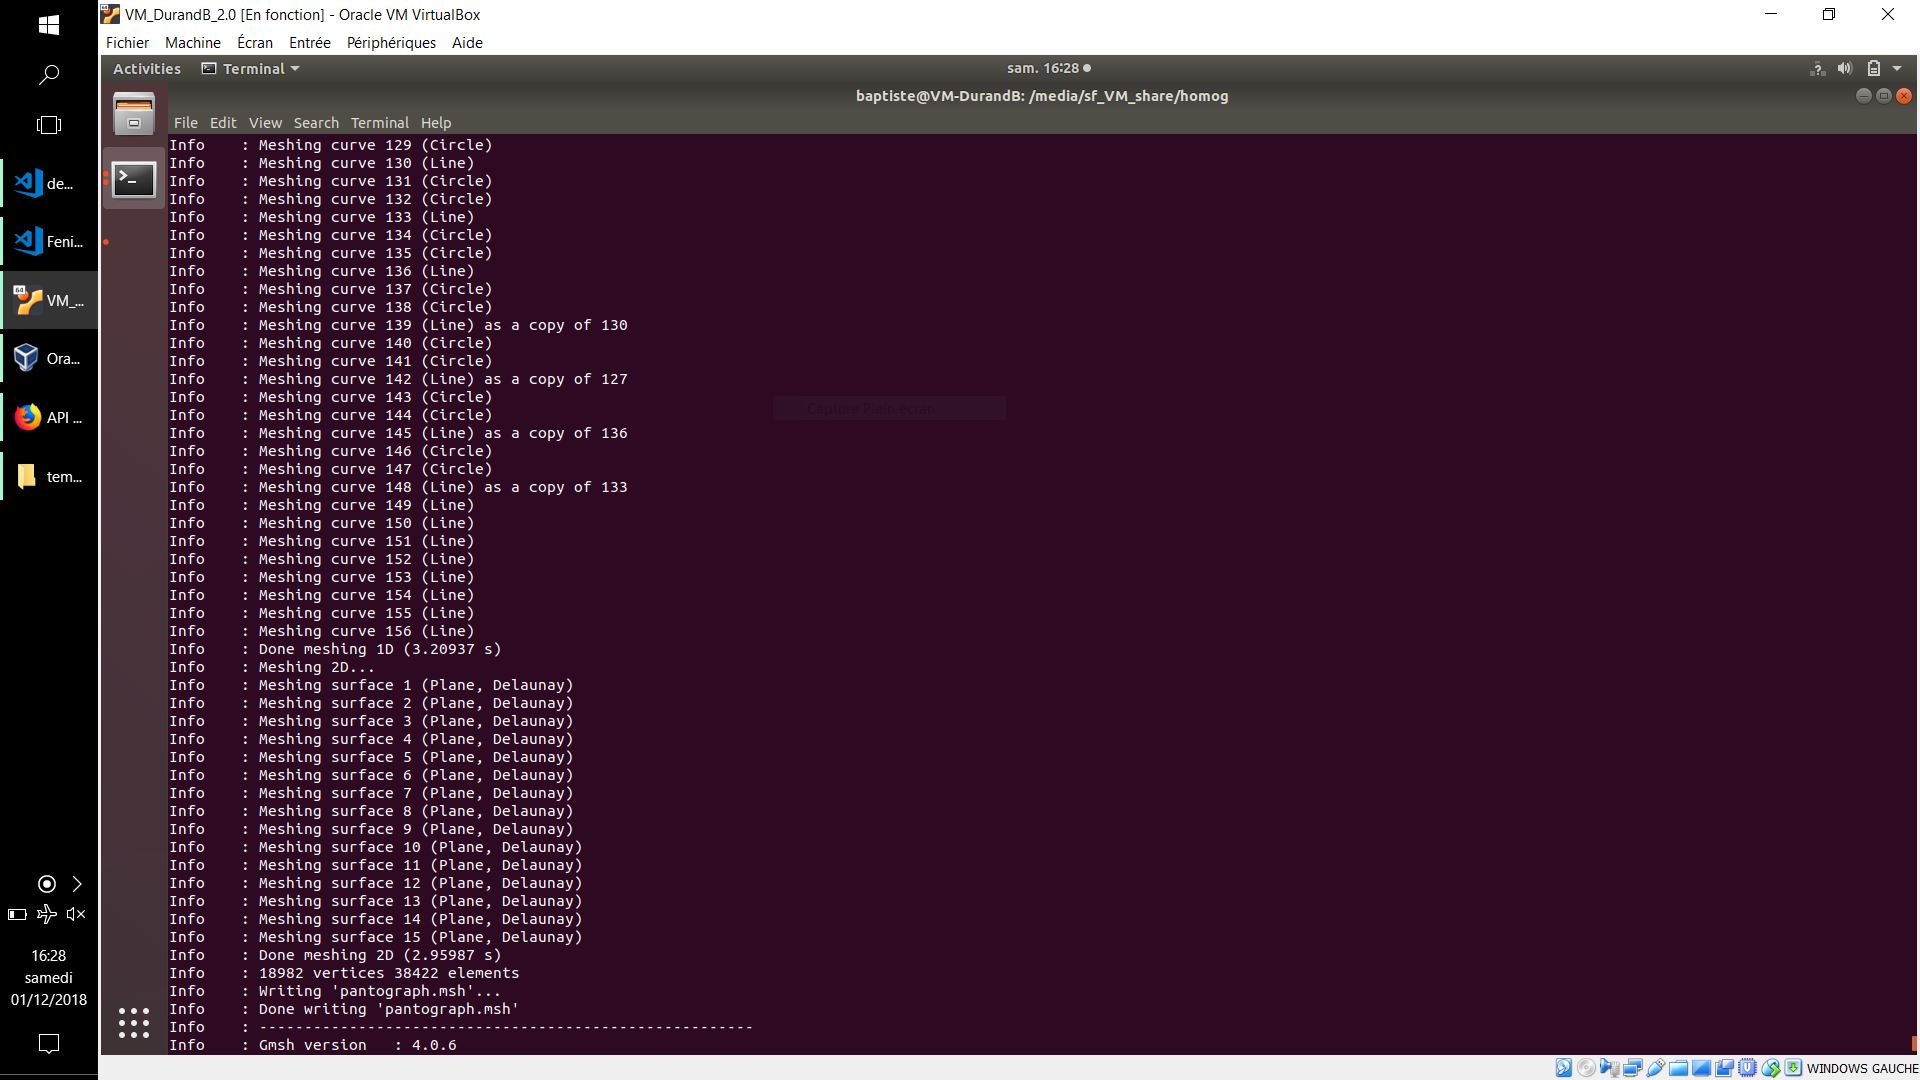 VM_DurandB_2.0 [En fonction] - Oracle VM VirtualBox
Fichier Machine Écran Entrée Périphériques Aide
Activities Terminal sam. 16:28
baptiste@VM-DurandB: /media/sf_VM_share/homog
File Edit View Search Terminal Help
Info : Meshing curve 129 (Circle)
Info : Meshing curve 130 (Line)
Info : Meshing curve 131 (Circle)
Info : Meshing curve 132 (Circle)
Info : Meshing curve 133 (Line)
Info : Meshing curve 134 (Circle)
Info : Meshing curve 135 (Circle)
Info : Meshing curve 136 (Line)
Info : Meshing curve 137 (Circle)
Info : Meshing curve 138 (Circle)
Info : Meshing curve 139 (Line) as a copy of 130
Info : Meshing curve 140 (Circle)
Info : Meshing curve 141 (Circle)
Info : Meshing curve 142 (Line) as a copy of 127
Info : Meshing curve 143 (Circle)
Info : Meshing curve 144 (Circle)
Info : Meshing curve 145 (Line) as a copy of 136
Info : Meshing curve 146 (Circle)
Info : Meshing curve 147 (Circle)
Info : Meshing curve 148 (Line) as a copy of 133
Info : Meshing curve 149 (Line)
Info : Meshing curve 150 (Line)
Info : Meshing curve 151 (Line)
Info : Meshing curve 152 (Line)
Info : Meshing curve 153 (Line)
Info : Meshing curve 154 (Line)
Info : Meshing curve 155 (Line)
Info : Meshing curve 156 (Line)
Info : Done meshing 1D (3.20937 s)
Info : Meshing 2D...
Info : Meshing surface 1 (Plane, Delaunay)
Info : Meshing surface 2 (Plane, Delaunay)
Info : Meshing surface 3 (Plane, Delaunay)
Info : Meshing surface 4 (Plane, Delaunay)
Info : Meshing surface 5 (Plane, Delaunay)
Info : Meshing surface 6 (Plane, Delaunay)
Info : Meshing surface 7 (Plane, Delaunay)
Info : Meshing surface 8 (Plane, Delaunay)
Info : Meshing surface 9 (Plane, Delaunay)
Info : Meshing surface 10 (Plane, Delaunay)
Info : Meshing surface 11 (Plane, Delaunay)
Info : Meshing surface 12 (Plane, Delaunay)
Info : Meshing surface 13 (Plane, Delaunay)
Info : Meshing surface 14 (Plane, Delaunay)
Info : Meshing surface 15 (Plane, Delaunay)
Info : Done meshing 2D (2.95987 s)
Info : 18982 vertices 38422 elements
Info : Writing 'pantograph.msh'...
Info : Done writing 'pantograph.msh'
Info : -------------------------------------------------------
Info : Gmsh version : 4.0.6
Capture Plein écran
de...
Feni...
64
VM_...
Ora...
API ...
tem...
16:28
samedi
01/12/2018
WINDOWS GAUCHE